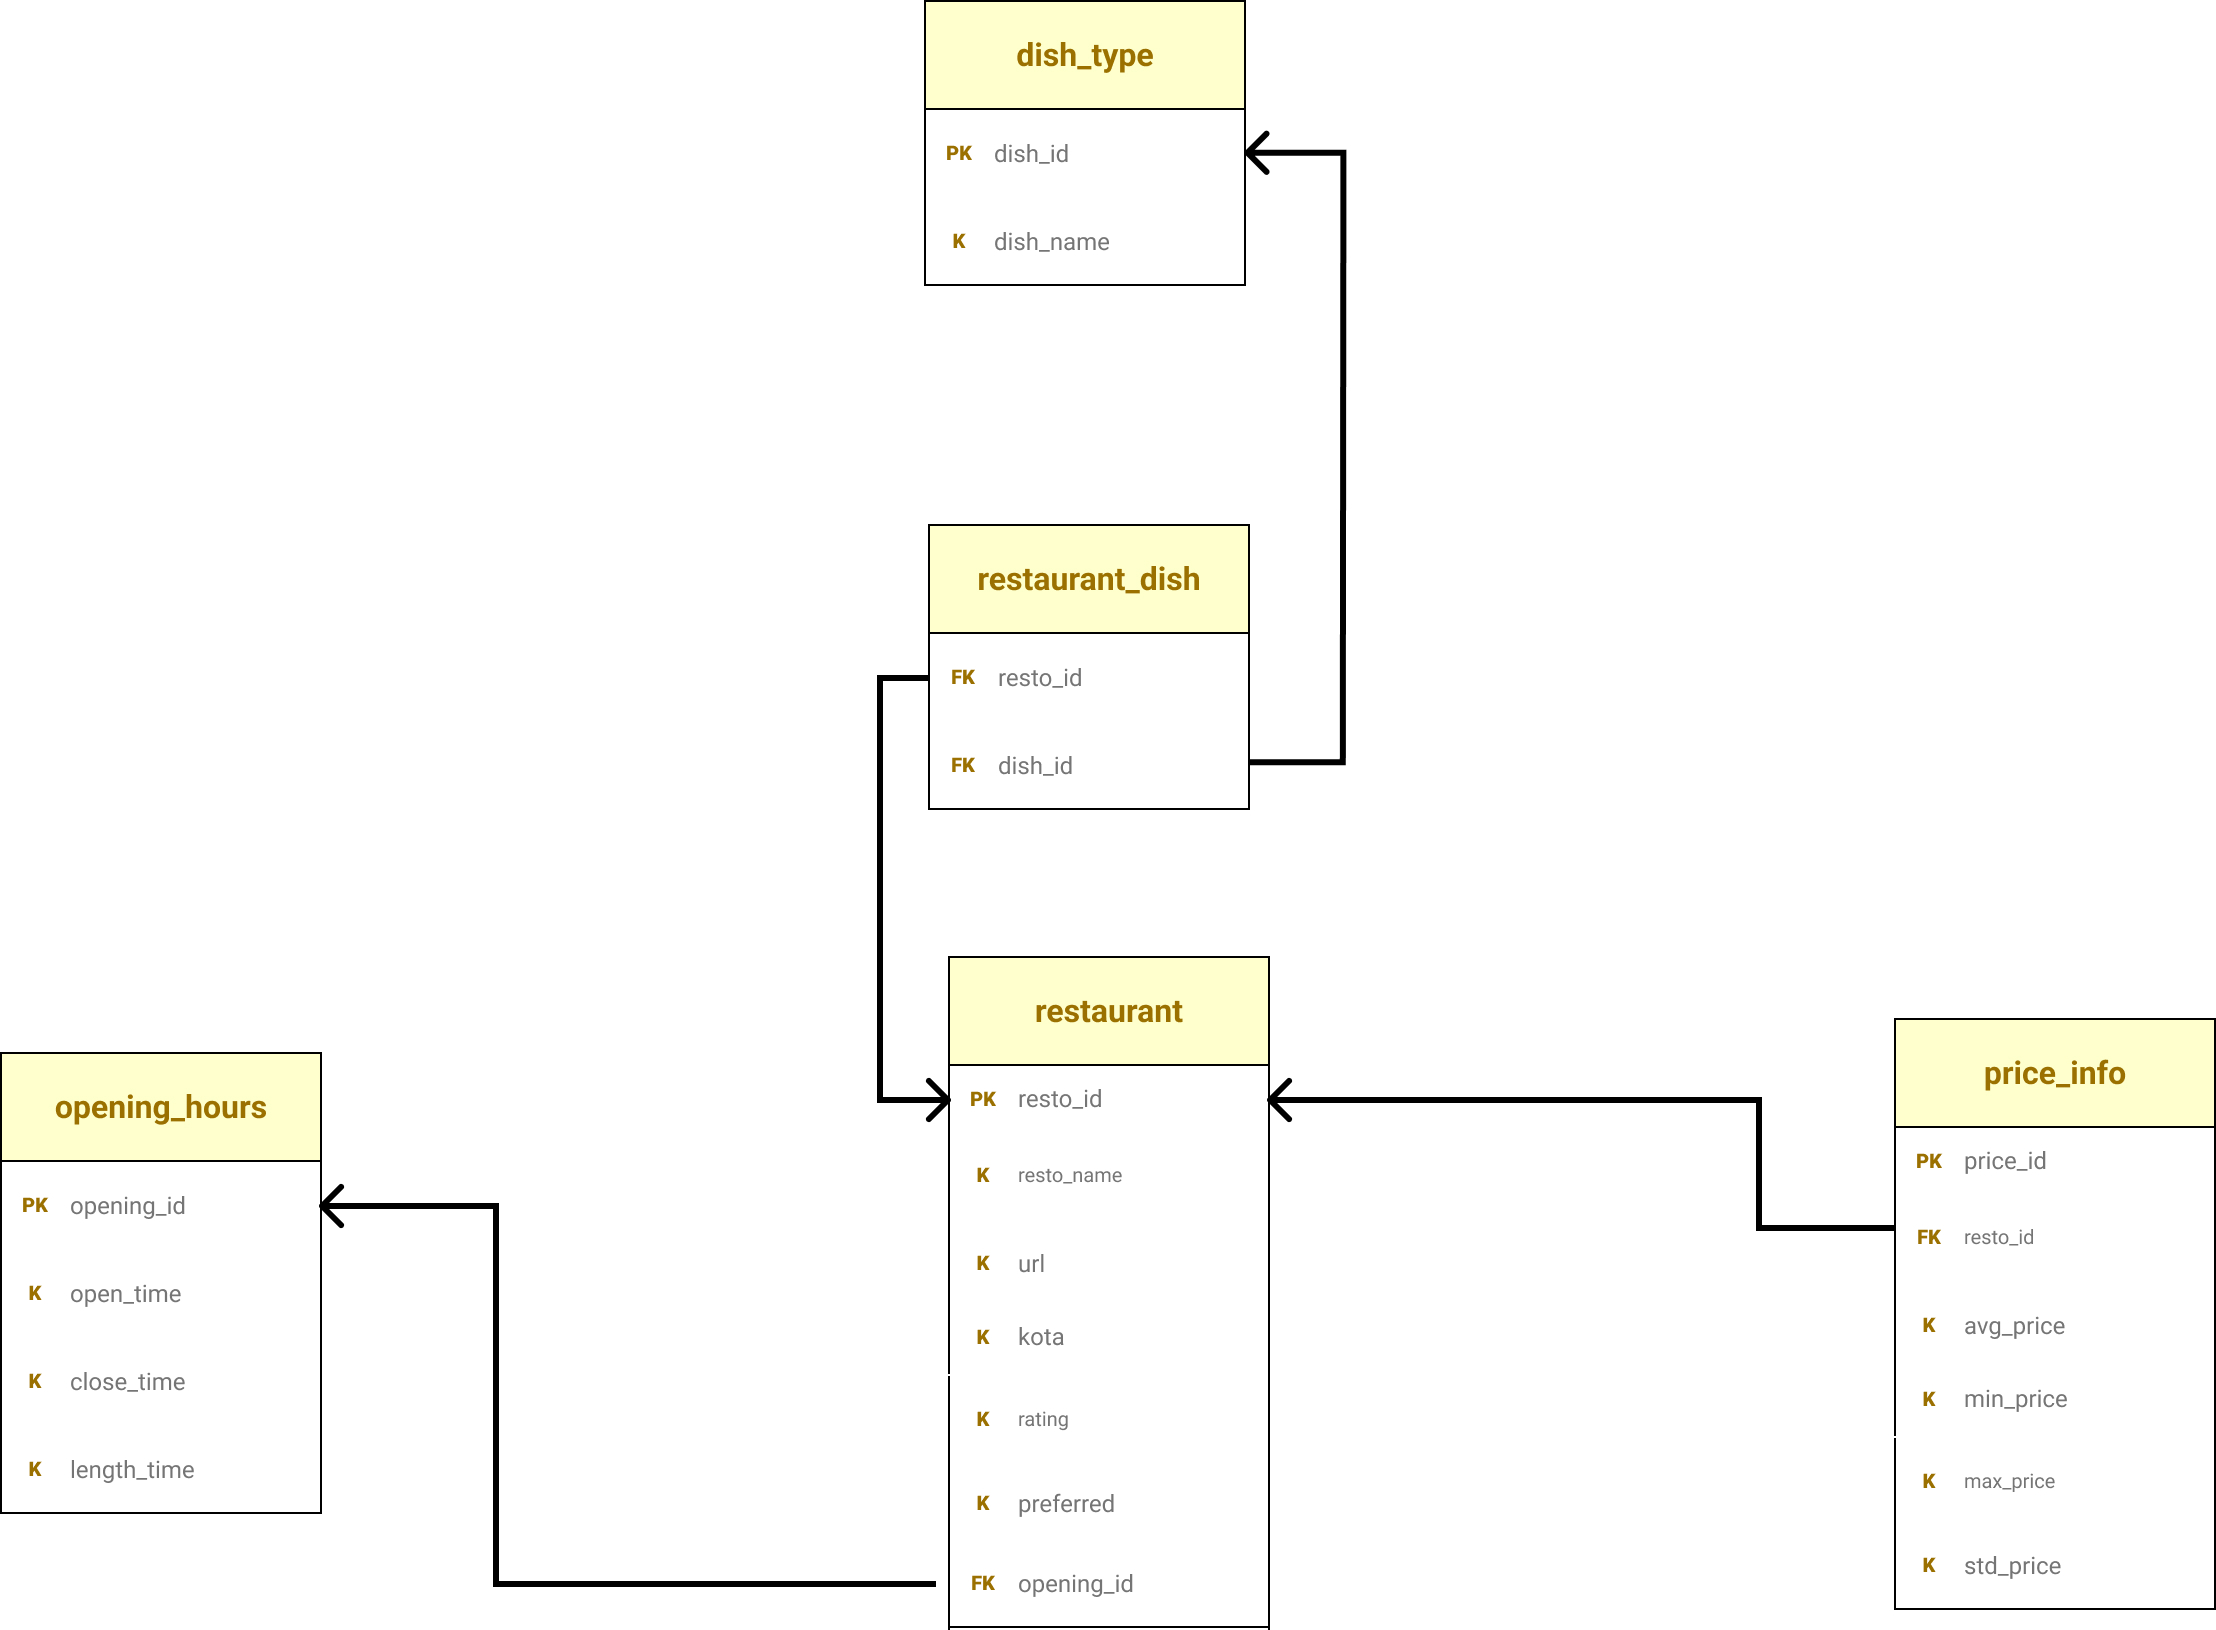 dish_type
PK dish_id
K dish_name
restaurant_dish
FK resto_id
FK dish_id
restaurant
PK resto_id
K resto_name
K url
K kota
K rating
K preferred
FK opening_id
opening_hours
PK opening_id
K open_time
K close_time
K length_time
price_info
PK price_id
FK resto_id
K avg_price
K min_price
K max_price
K std_price